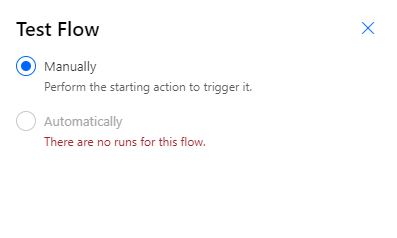 Test Flow
Manually
Perform the starting action to trigger it.
Automatically
There are no runs for this flow.